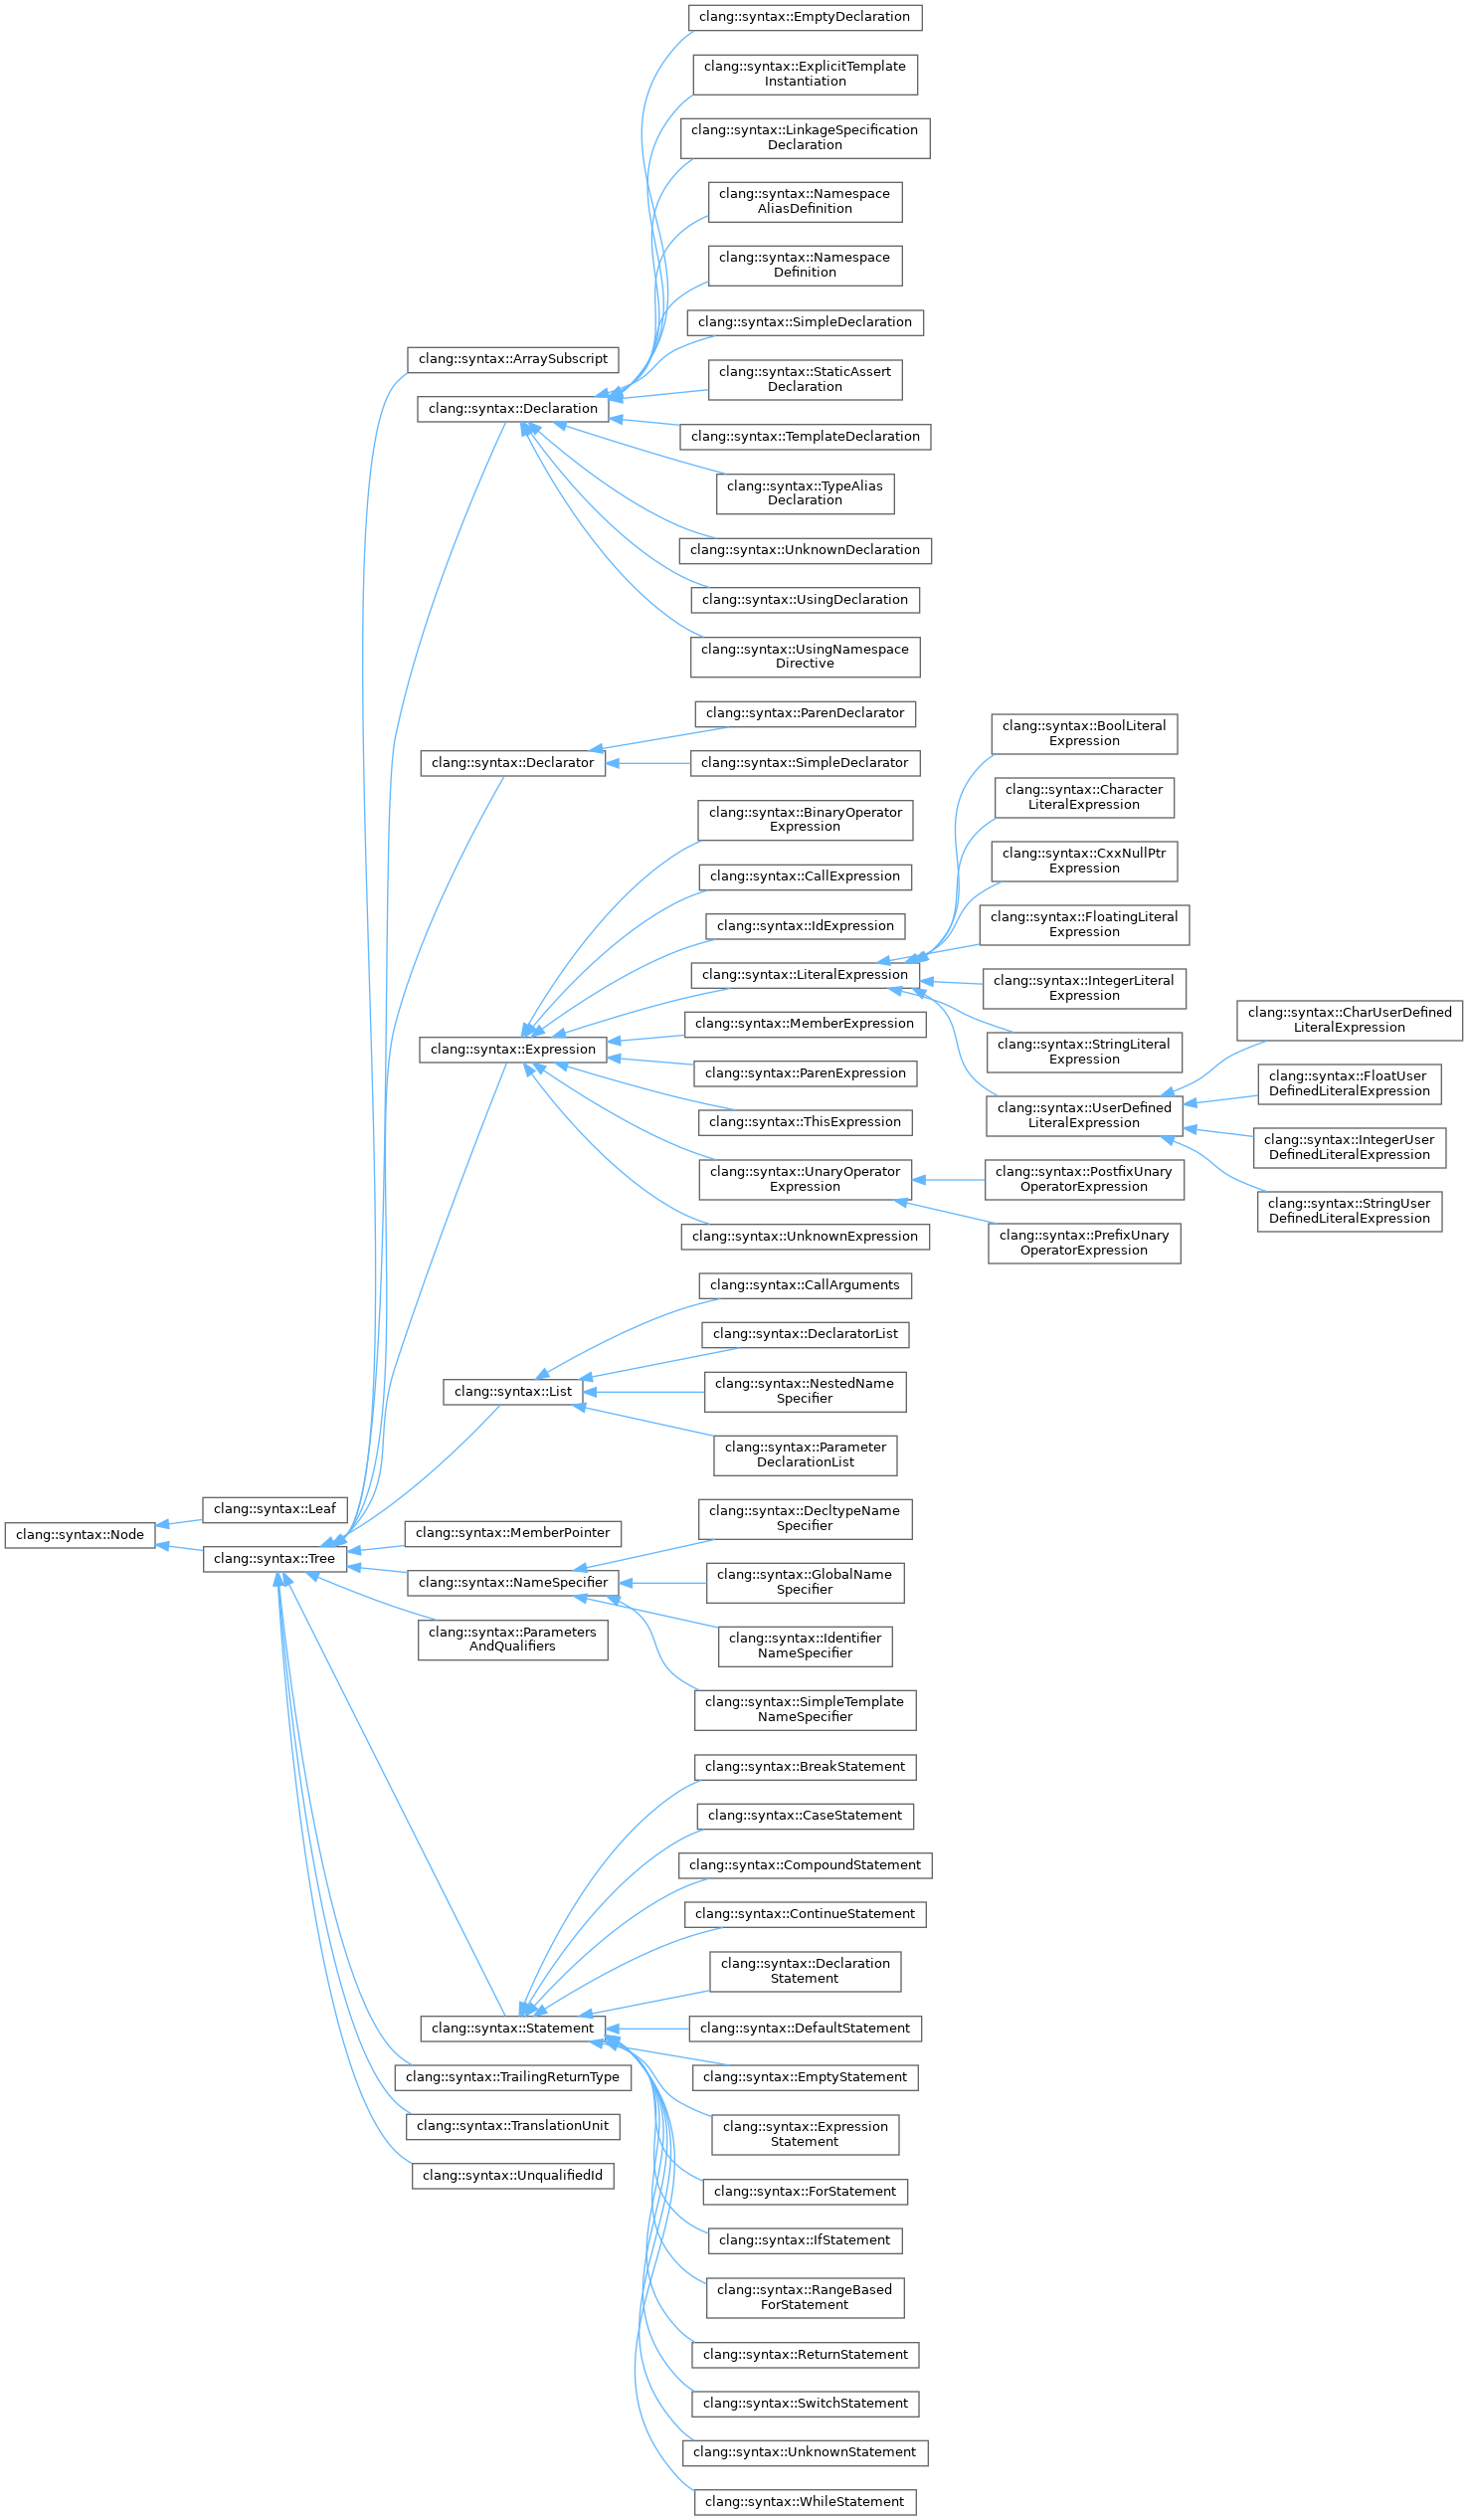 clang::syntax::EmptyDeclaration
clang::syntax::ExplicitTemplate
Instantiation
clang::syntax::LinkageSpecification
Declaration
clang::syntax::Namespace
AliasDefinition
clang::syntax::Namespace
Definition
clang::syntax::SimpleDeclaration
clang::syntax::ArraySubscript
clang::syntax::StaticAssert
Declaration
clang::syntax::Declaration
clang::syntax::TemplateDeclaration
clang::syntax::TypeAlias
Declaration
clang::syntax::UnknownDeclaration
clang::syntax::UsingDeclaration
clang::syntax::UsingNamespace
Directive
clang::syntax::ParenDeclarator
clang::syntax::Declarator
clang::syntax::SimpleDeclarator
clang::syntax::BoolLiteral
Expression
clang::syntax::Character
LiteralExpression
clang::syntax::BinaryOperator
Expression
clang::syntax::CxxNullPtr
Expression
clang::syntax::CallExpression
clang::syntax::FloatingLiteral
Expression
clang::syntax::IdExpression
clang::syntax::LiteralExpression
clang::syntax::IntegerLiteral
Expression
clang::syntax::MemberExpression
clang::syntax::StringLiteral
Expression
clang::syntax::CharUserDefined
LiteralExpression
clang::syntax::Expression
clang::syntax::ParenExpression
clang::syntax::FloatUser
DefinedLiteralExpression
clang::syntax::ThisExpression
clang::syntax::UserDefined
LiteralExpression
clang::syntax::IntegerUser
DefinedLiteralExpression
clang::syntax::UnaryOperator
Expression
clang::syntax::PostfixUnary
OperatorExpression
clang::syntax::StringUser
DefinedLiteralExpression
clang::syntax::UnknownExpression
clang::syntax::PrefixUnary
OperatorExpression
clang::syntax::CallArguments
clang::syntax::DeclaratorList
clang::syntax::List
clang::syntax::NestedName
Specifier
clang::syntax::Parameter
DeclarationList
clang::syntax::Leaf
clang::syntax::Node
clang::syntax::Tree
clang::syntax::MemberPointer
clang::syntax::DecltypeName
Specifier
clang::syntax::NameSpecifier
clang::syntax::GlobalName
Specifier
clang::syntax::Parameters
AndQualifiers
clang::syntax::Identifier
NameSpecifier
clang::syntax::SimpleTemplate
NameSpecifier
clang::syntax::BreakStatement
clang::syntax::CaseStatement
clang::syntax::CompoundStatement
clang::syntax::ContinueStatement
clang::syntax::Declaration
Statement
clang::syntax::Statement
clang::syntax::DefaultStatement
clang::syntax::TrailingReturnType
clang::syntax::EmptyStatement
clang::syntax::TranslationUnit
clang::syntax::Expression
Statement
clang::syntax::UnqualifiedId
clang::syntax::ForStatement
clang::syntax::IfStatement
clang::syntax::RangeBased
ForStatement
clang::syntax::ReturnStatement
clang::syntax::SwitchStatement
clang::syntax::UnknownStatement
clang::syntax::WhileStatement